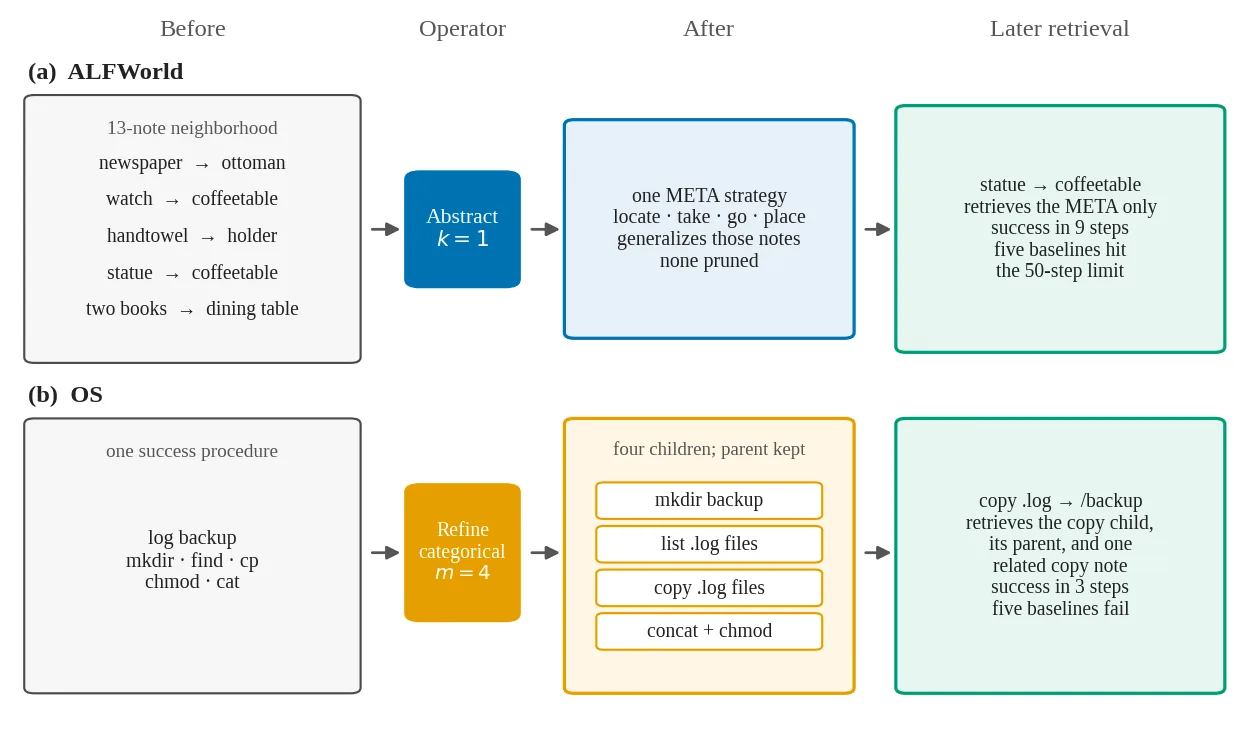 Before Operator After Later retrieval
(a) ALFWorld
13-note neighborhood
newspaper → ottoman
watch → coffeetable
handtowel → holder
statue → coffeetable
two books → dining table
Abstract
k = 1
one META strategy
locate · take · go · place
generalizes those notes
none pruned
statue → coffeetable
retrieves the META only
success in 9 steps
five baselines hit
the 50-step limit
(b) OS
one success procedure
log backup
mkdir · find · cp
chmod · cat
Refine
categorical
m = 4
four children; parent kept
mkdir backup
list .log files
copy .log files
concat + chmod
copy .log → /backup
retrieves the copy child,
its parent, and one
related copy note
success in 3 steps
five baselines fail